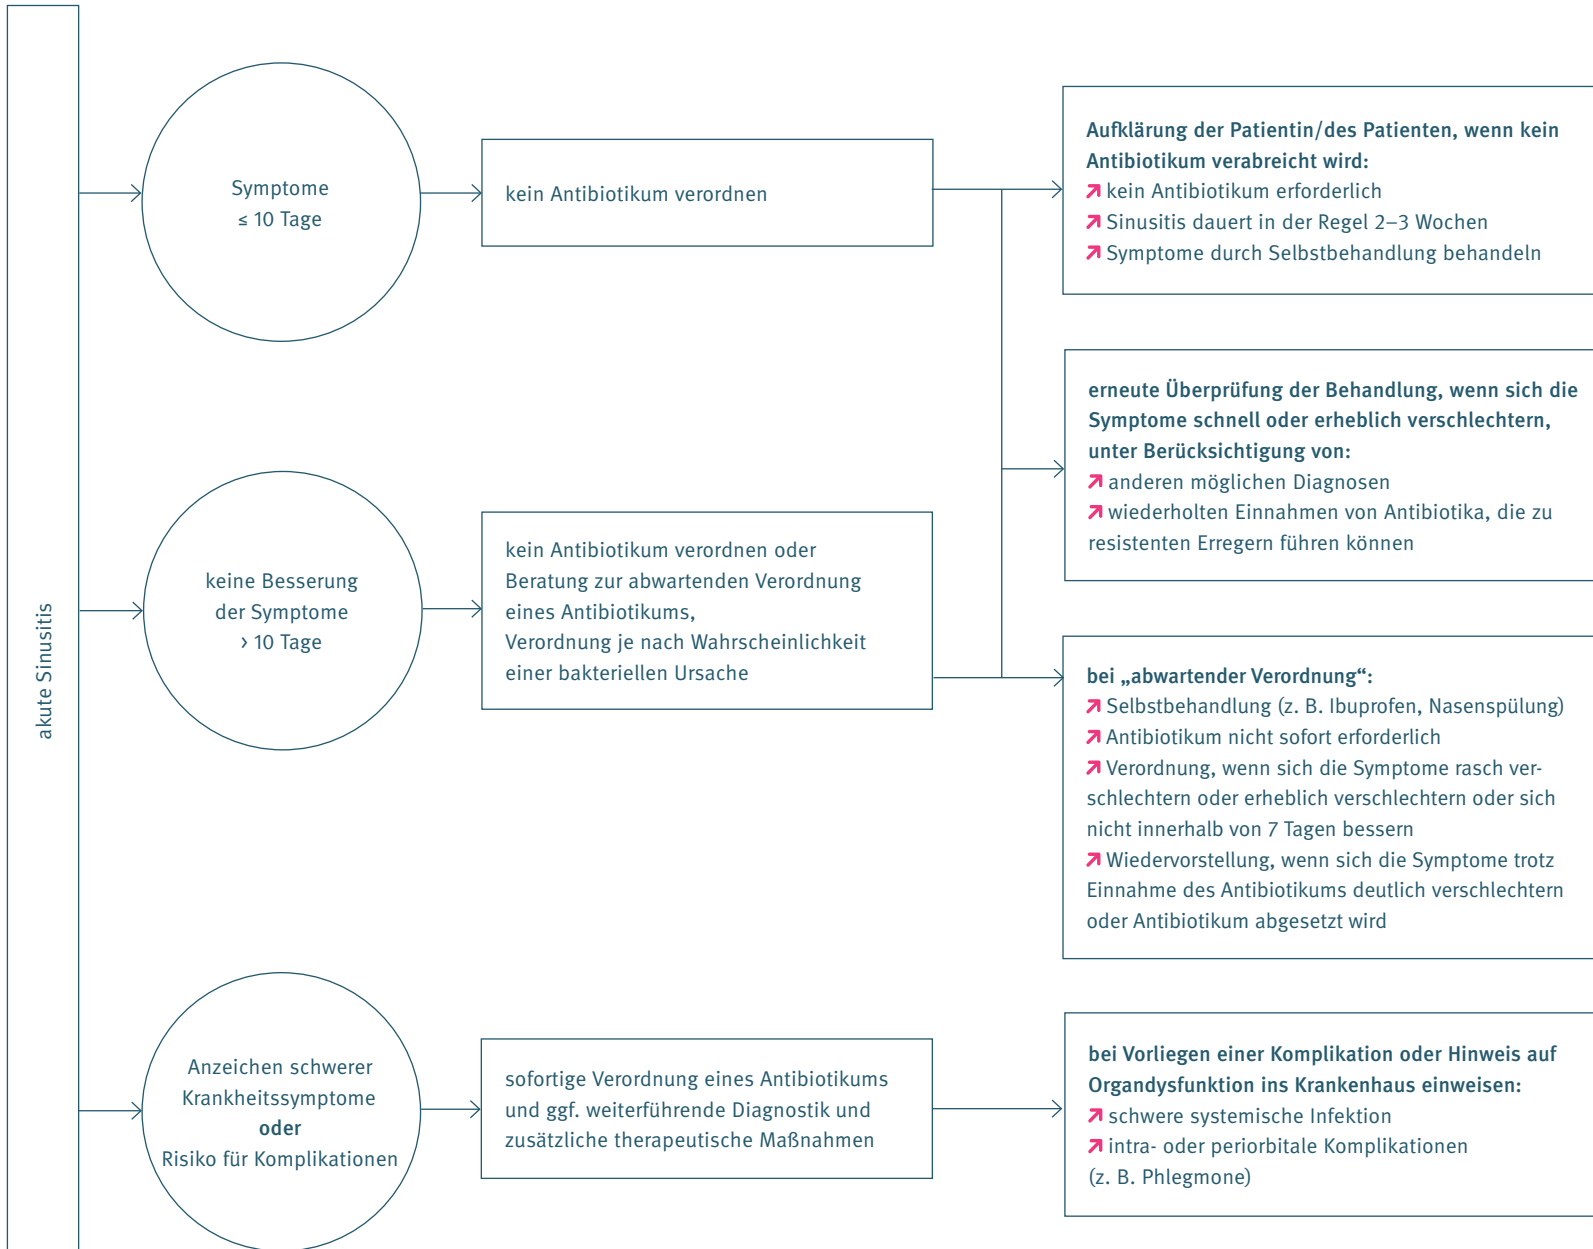 akute Sinusitis
Symptome
≤ 10 Tage
kein Antibiotikum verordnen
Aufklärung der Patientin/des Patienten, wenn kein
Antibiotikum verabreicht wird:
kein Antibiotikum erforderlich
Sinusitis dauert in der Regel 2–3 Wochen
Symptome durch Selbstbehandlung behandeln
erneute Überprüfung der Behandlung, wenn sich die
Symptome schnell oder erheblich verschlechtern,
unter Berücksichtigung von:
anderen möglichen Diagnosen
wiederholten Einnahmen von Antibiotika, die zu
resistenten Erregern führen können
keine Besserung
der Symptome
> 10 Tage
kein Antibiotikum verordnen oder
Beratung zur abwartenden Verordnung
eines Antibiotikums,
Verordnung je nach Wahrscheinlichkeit
einer bakteriellen Ursache
bei „abwartender Verordnung“:
Selbstbehandlung (z. B. Ibuprofen, Nasenspülung)
Antibiotikum nicht sofort erforderlich
Verordnung, wenn sich die Symptome rasch ver-
schlechtern oder erheblich verschlechtern oder sich
nicht innerhalb von 7 Tagen bessern
Wiedervorstellung, wenn sich die Symptome trotz
Einnahme des Antibiotikums deutlich verschlechtern
oder Antibiotikum abgesetzt wird
Anzeichen schwerer
Krankheitssymptome
oder
Risiko für Komplikationen
sofortige Verordnung eines Antibiotikums
und ggf. weiterführende Diagnostik und
zusätzliche therapeutische Maßnahmen
bei Vorliegen einer Komplikation oder Hinweis auf
Organdysfunktion ins Krankenhaus einweisen:
schwere systemische Infektion
intra- oder periorbitale Komplikationen
(z. B. Phlegmone)